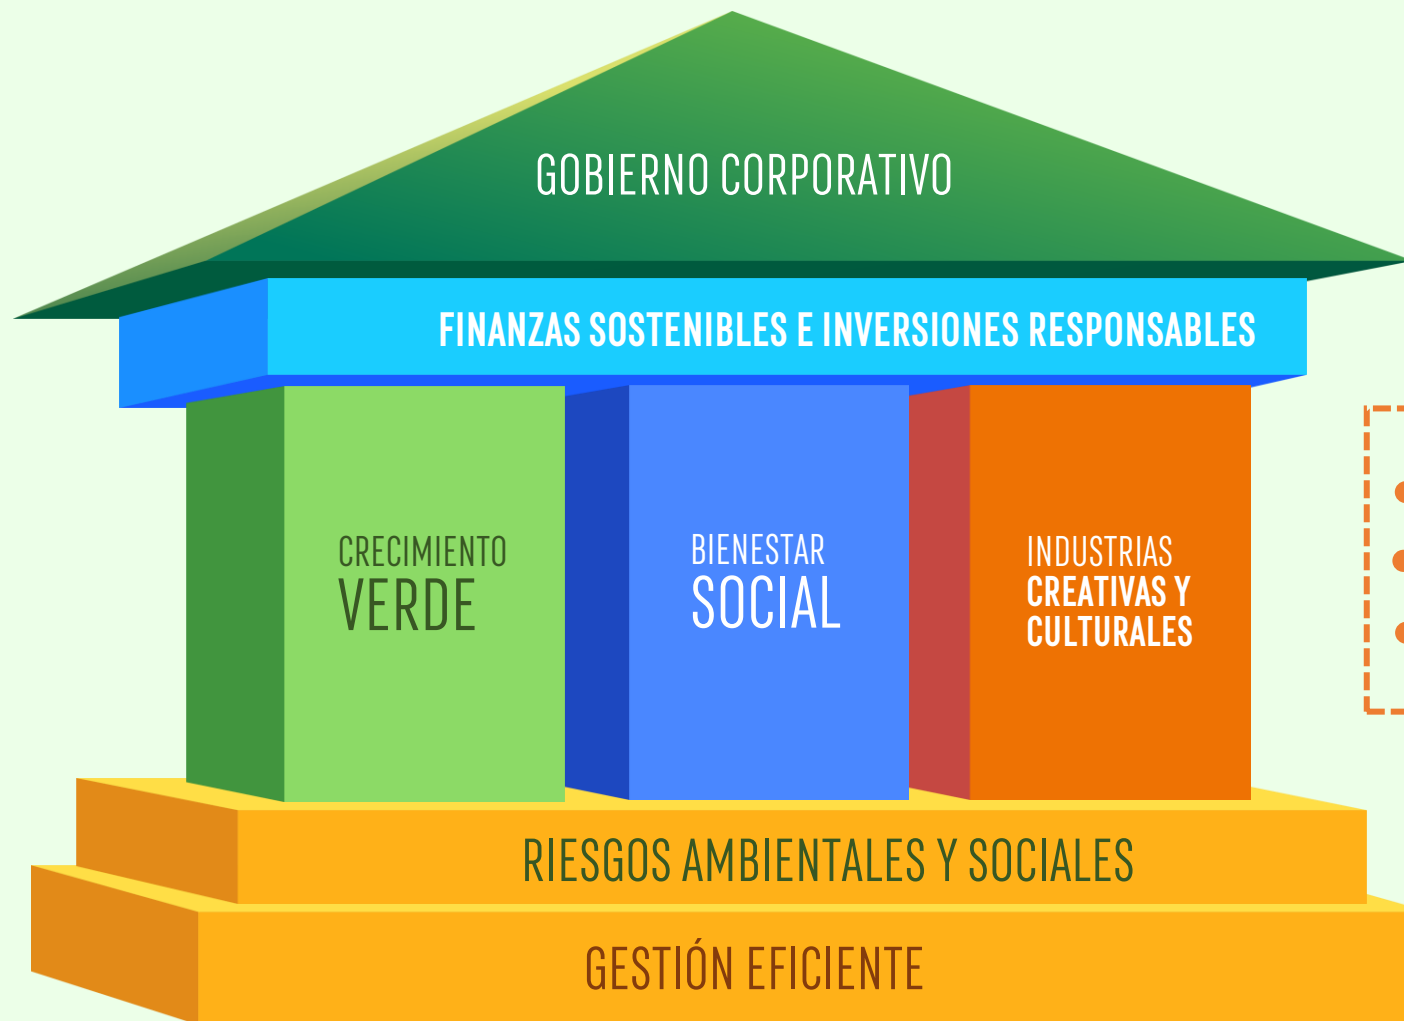 GOBIERNO CORPORATIVO
FINANZAS SOSTENIBLES E INVERSIONES RESPONSABLES
CRECIMIENTO
VERDE
BIENESTAR
SOCIAL
INDUSTRIAS
CREATIVAS Y
CULTURALES
RIESGOS AMBIENTALES Y SOCIALES
GESTIÓN EFICIENTE